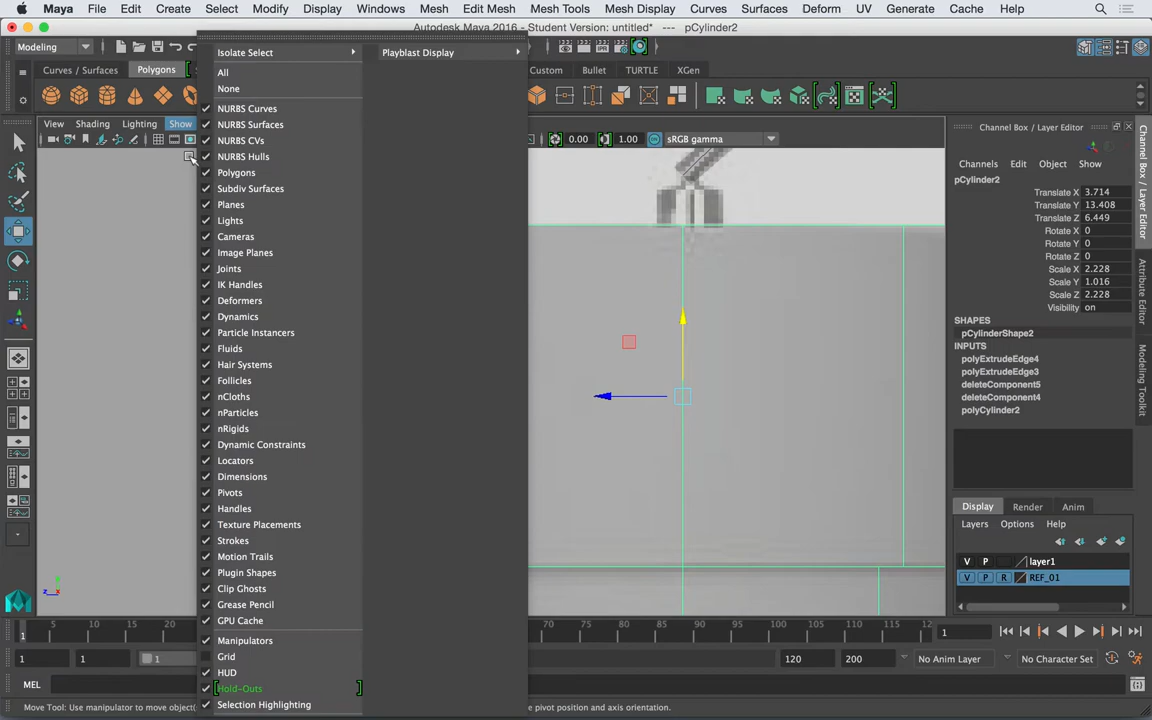 Maya File Edit Create Select Modify Display Windows Mesh Edit Mesh Mesh Tools Mesh Display Curves Surfaces Deform UV Generate Cache Help
Autodesk Maya 2016 - Student Version: untitled* --- pCylinder2
Modeling
Curves / Surfaces Polygons Custom Bullet TURTLE XGen
View Shading Lighting Show
0.00 1.00 sRGB gamma
Isolate Select
Playblast Display
All
None
NURBS Curves
NURBS Surfaces
NURBS CVs
NURBS Hulls
Polygons
Subdiv Surfaces
Planes
Lights
Cameras
Image Planes
Joints
IK Handles
Deformers
Dynamics
Particle Instancers
Fluids
Hair Systems
Follicles
nCloths
nParticles
nRigids
Dynamic Constraints
Locators
Dimensions
Pivots
Handles
Texture Placements
Strokes
Motion Trails
Plugin Shapes
Clip Ghosts
Grease Pencil
GPU Cache
Manipulators
Grid
HUD
Hold-Outs
Selection Highlighting
Channel Box / Layer Editor
Channels Edit Object Show
pCylinder2
Translate X 3.714
Translate Y 13.408
Translate Z 6.449
Rotate X 0
Rotate Y 0
Rotate Z 0
Scale X 2.228
Scale Y 1.016
Scale Z 2.228
Visibility on
SHAPES
pCylinderShape2
INPUTS
polyExtrudeEdge4
polyExtrudeEdge3
deleteComponent5
deleteComponent4
polyCylinder2
Display Render Anim
Layers Options Help
V P layer1
V P R REF_01
Channel Box / Layer Editor
Attribute Editor
Modeling Toolkit
y
z x
1 5 10 15 70 75 80 85 90 95 100 105 110 115 120 1
1 1 1 120 200 No Anim Layer No Character Set
MEL
Move Tool: Use manipulator to move object( pivot position and axis orientation.